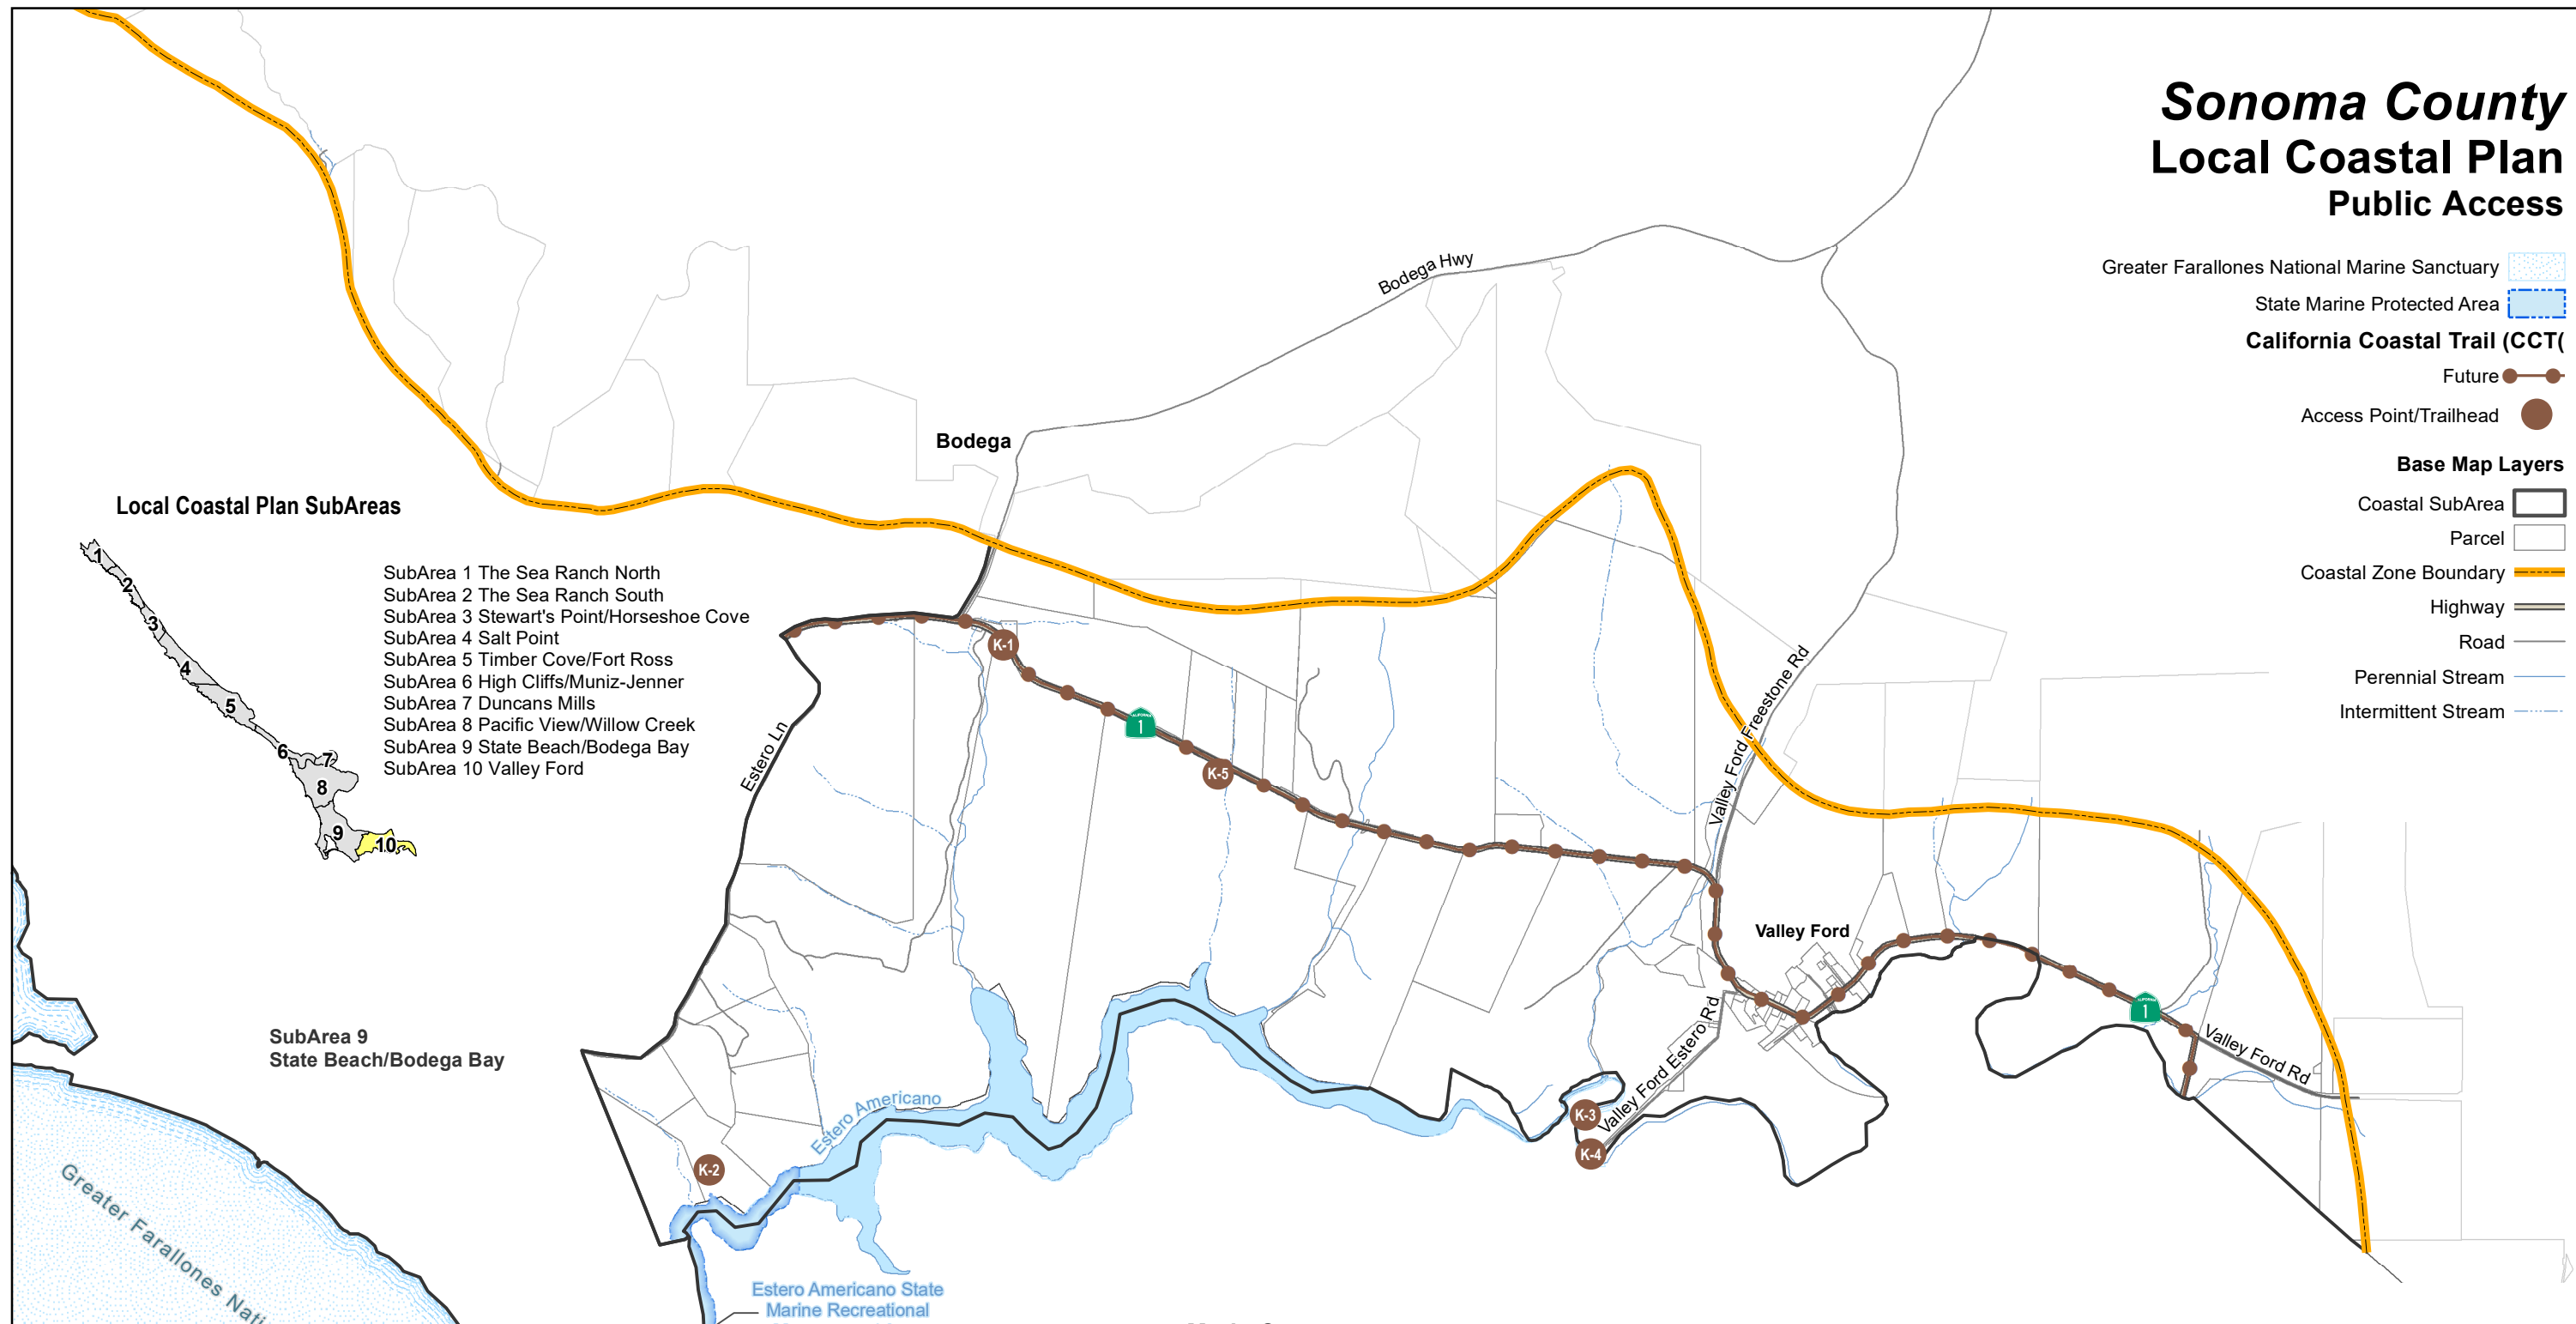 Sonoma County
Local Coastal Plan
Public Access
Greater Farallones National Marine Sanctuary
State Marine Protected Area
California Coastal Trail (CCT(
Future
Access Point/Trailhead
Base Map Layers
Coastal SubArea
Parcel
Coastal Zone Boundary
Highway
Road
Perennial Stream
Intermittent Stream
Bodega Hwy
Bodega
Local Coastal Plan SubAreas
1
2
3
4
5
6
7
8
9
10
SubArea 1 The Sea Ranch North
SubArea 2 The Sea Ranch South
SubArea 3 Stewart's Point/Horseshoe Cove
SubArea 4 Salt Point
SubArea 5 Timber Cove/Fort Ross
SubArea 6 High Cliffs/Muniz-Jenner
SubArea 7 Duncans Mills
SubArea 8 Pacific View/Willow Creek
SubArea 9 State Beach/Bodega Bay
SubArea 10 Valley Ford
K-1
1
K-5
Estero Ln
Valley Ford Freestone Rd
Valley Ford
1
Valley Ford Rd
Valley Ford Estero Rd
SubArea 9
State Beach/Bodega Bay
Estero Americano
K-3
K-4
K-2
Greater Farallones Nati
Estero Americano State
Marine Recreational